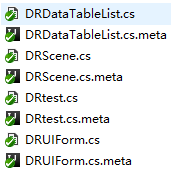 DRDataTableList.cs
DRDataTableList.cs.meta
DRScene.cs
DRScene.cs.meta
DRtest.cs
DRtest.cs.meta
DRUIForm.cs
DRUIForm.cs.meta